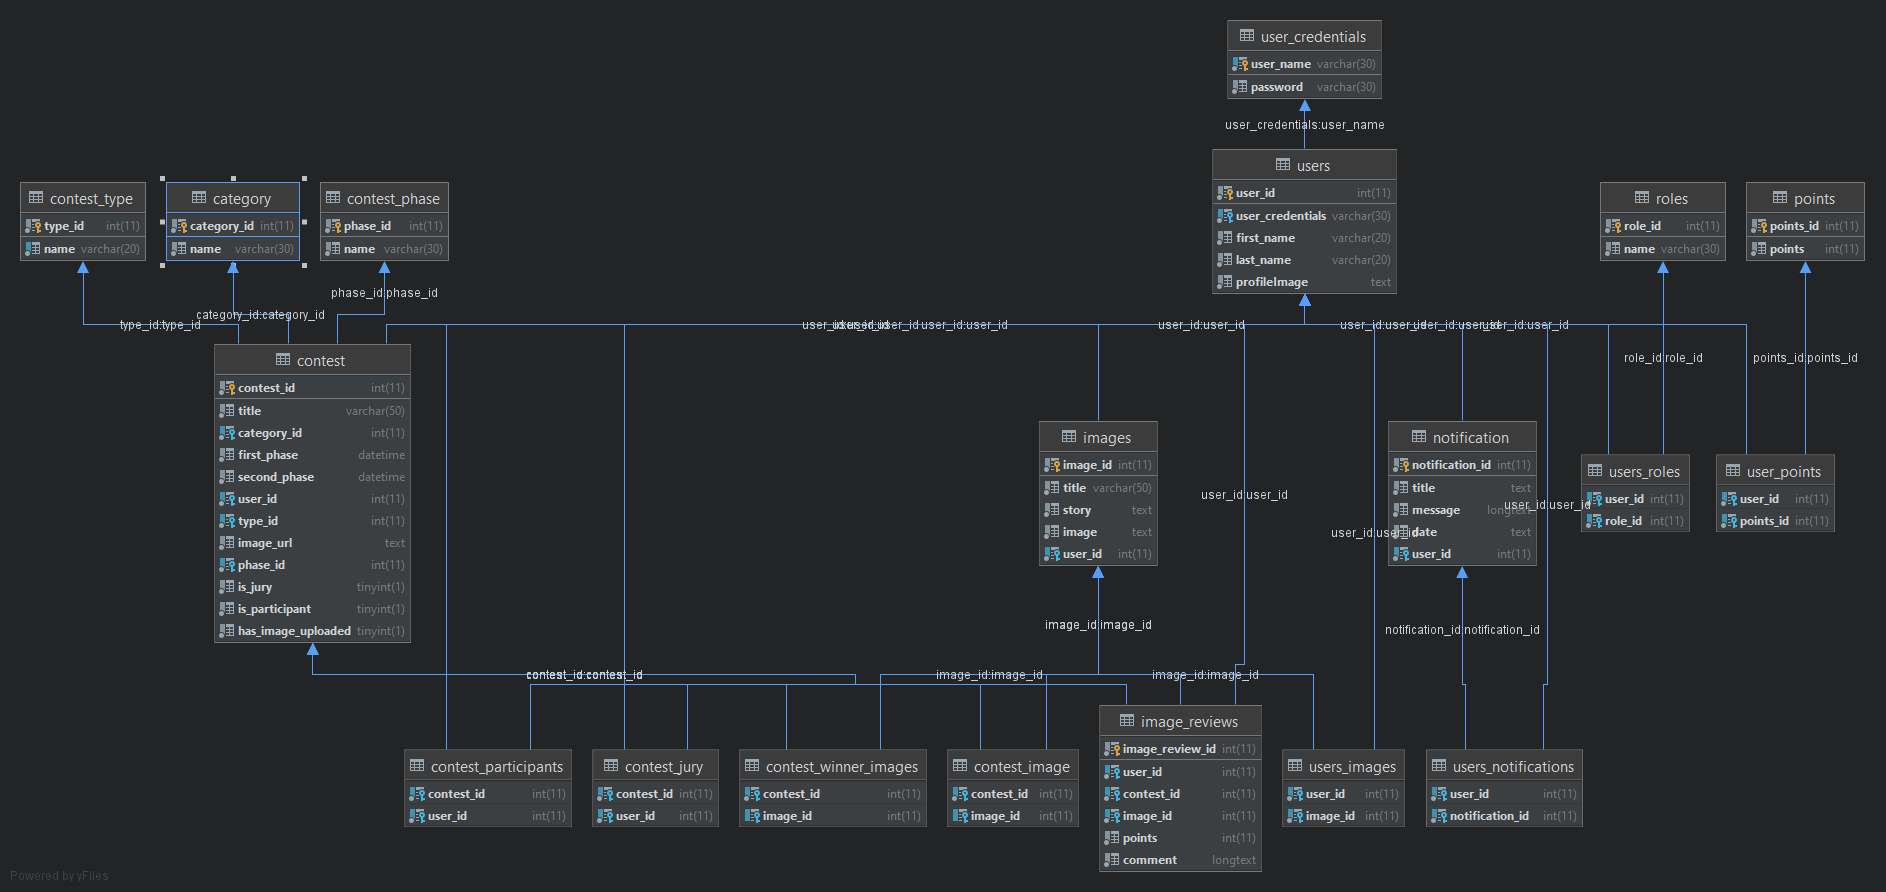 user_credentials
user_name varchar(30)
password varchar(30)
user_credentials:user_name
users
user_id int(11)
user_credentials varchar(30)
first_name varchar(20)
last_name varchar(20)
profileImage text
contest_type
type_id int(11)
name varchar(20)
category
category_id int(11)
name varchar(30)
contest_phase
phase_id int(11)
name varchar(30)
roles
role_id int(11)
name varchar(30)
points
points_id int(11)
points int(11)
phase_id:phase_id
category_id:category_id
type_id:type_id
user_id:user_id
user_id:user_id
user_id:user_id
user_id:user_id
user_id:user_id
role_id:role_id
points_id:points_id
contest
contest_id int(11)
title varchar(50)
category_id int(11)
first_phase datetime
second_phase datetime
user_id int(11)
type_id int(11)
image_url text
phase_id int(11)
is_jury tinyint(1)
is_participant tinyint(1)
has_image_uploaded tinyint(1)
images
image_id int(11)
title varchar(50)
story text
image text
user_id int(11)
user_id:user_id
notification
notification_id int(11)
title text
message longtext
date text
user_id int(11)
user_id:user_id
user_id:user_id
users_roles
user_id int(11)
role_id int(11)
user_points
user_id int(11)
points_id int(11)
image_id:image_id
notification_id:notification_id
contest_id:contest_id
image_id:image_id
image_id:image_id
contest_participants
contest_id int(11)
user_id int(11)
contest_jury
contest_id int(11)
user_id int(11)
contest_winner_images
contest_id int(11)
image_id int(11)
contest_image
contest_id int(11)
image_id int(11)
image_reviews
image_review_id int(11)
user_id int(11)
contest_id int(11)
image_id int(11)
points int(11)
comment longtext
users_images
user_id int(11)
image_id int(11)
users_notifications
user_id int(11)
notification_id int(11)
Powered by yFiles